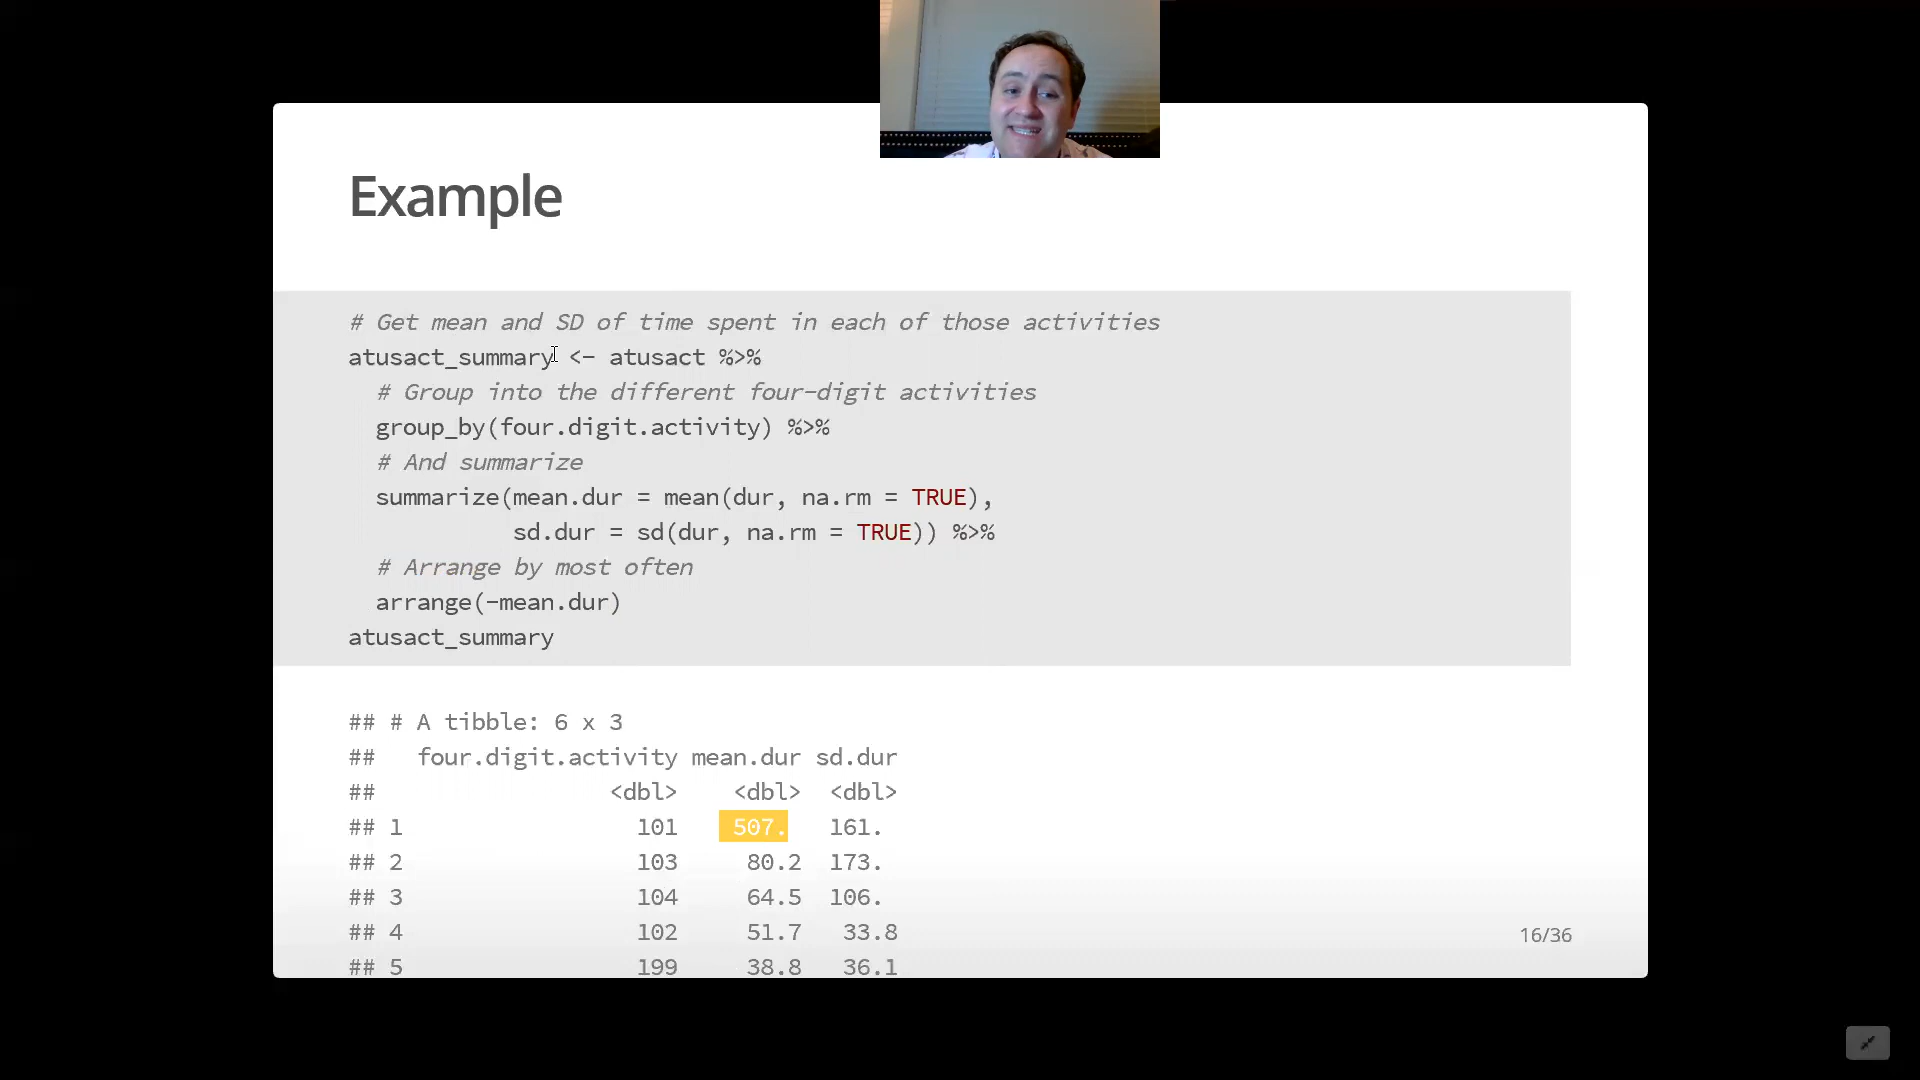 Example
# Get mean and SD of time spent in each of those activities
atusact_summary <- atusact %>%
# Group into the different four-digit activities
group_by(four.digit.activity) %>%
# And summarize
summarize(mean.dur = mean(dur, na.rm = TRUE),
sd.dur = sd(dur, na.rm = TRUE)) %>%
# Arrange by most often
arrange(-mean.dur)
atusact_summary
## # A tibble: 6 x 3
## four.digit.activity mean.dur sd.dur
## <dbl> <dbl> <dbl>
## 1 101 507. 161.
## 2 103 80.2 173.
## 3 104 64.5 106.
## 4 102 51.7 33.8
## 5 199 38.8 36.1
16/36